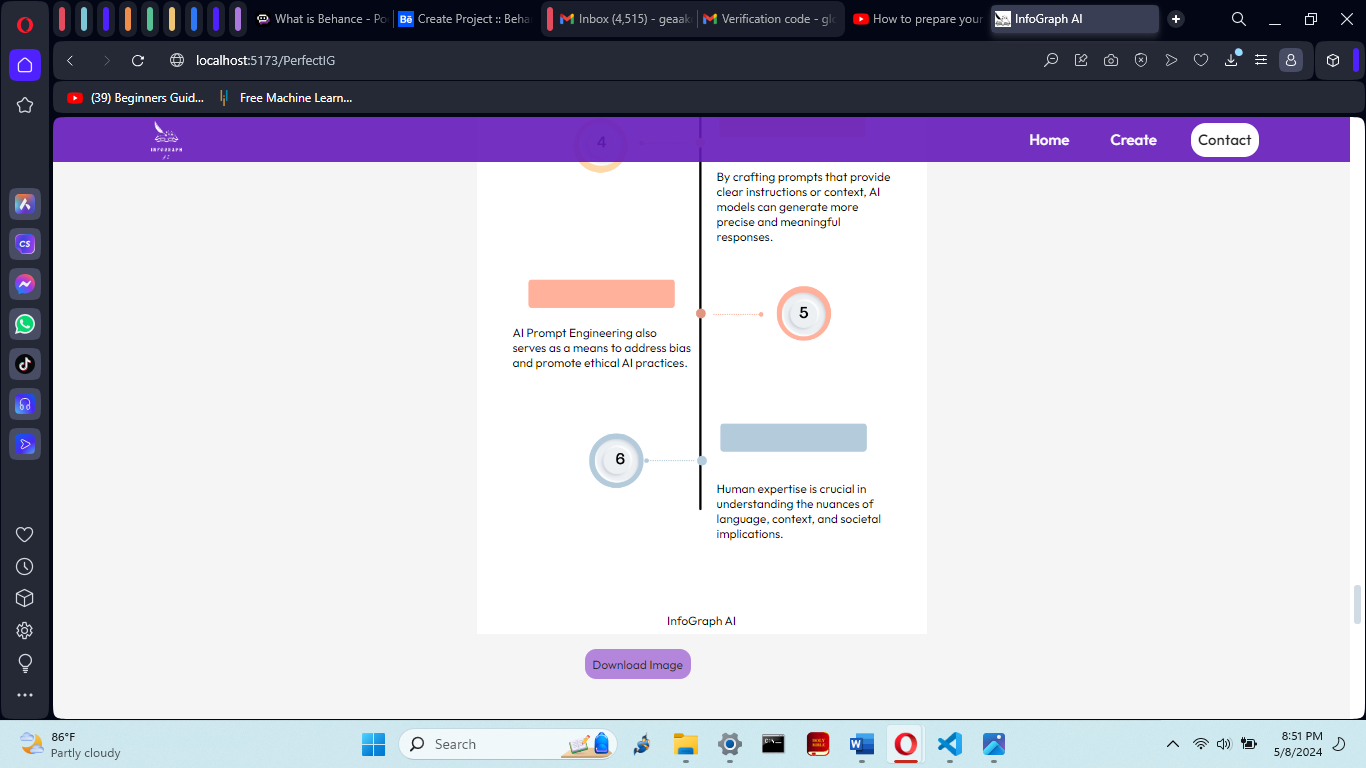 What is Behance - Po
Create Project :: Beha
Inbox (4,515) - geaak
Verification code - glo
How to prepare your
InfoGraph AI
localhost:5173/PerfectIG
(39) Beginners Guid...
Free Machine Learn...
INFOGRAPH
AI
Home
Create
Contact
4
By crafting prompts that provide
clear instructions or context, AI
models can generate more
precise and meaningful
responses.
5
AI Prompt Engineering also
serves as a means to address bias
and promote ethical AI practices.
6
Human expertise is crucial in
understanding the nuances of
language, context, and societal
implications.
InfoGraph AI
Download Image
CS
86°F
Partly cloudy
Search
HOLY
BIBLE
8:51 PM
5/8/2024